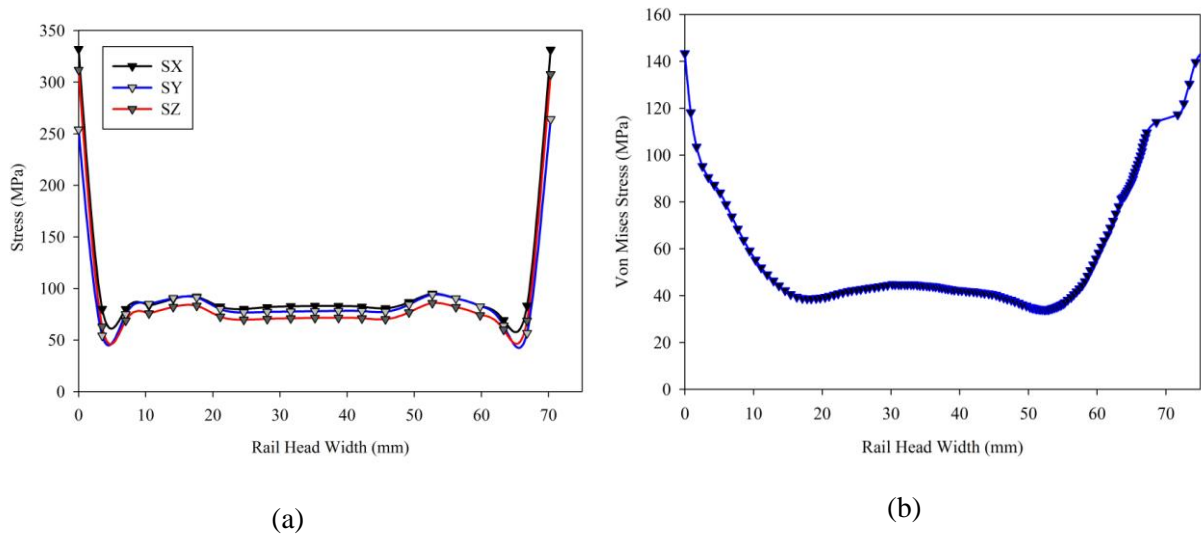 350
300
250
200
150
100
50
0
Stress (MPa)
SX
SY
SZ
0 10 20 30 40 50 60 70
Rail Head Width (mm)
(a)
160
140
120
100
80
60
40
20
0
Von Mises Stress (MPa)
0 10 20 30 40 50 60 70
Rail Head Width (mm)
(b)